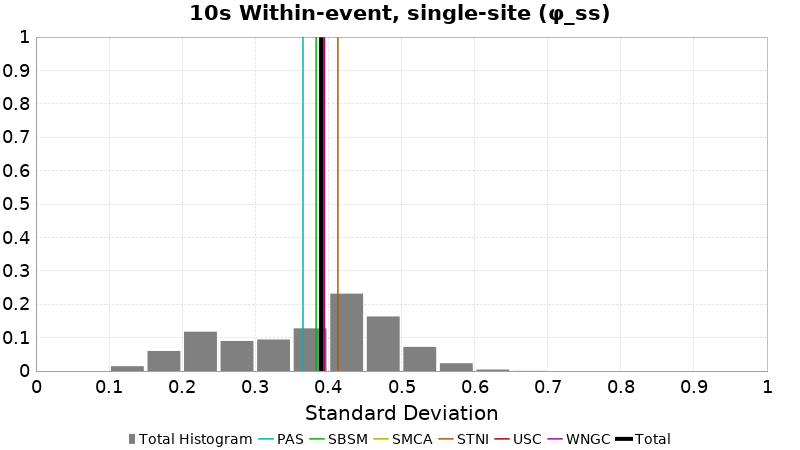 10s Within-event, single-site (φ_ss)
1
0.9
0.8
0.7
0.6
0.5
0.4
0.3
0.2
0.1
0
0 0.1 0.2 0.3 0.4 0.5 0.6 0.7 0.8 0.9 1
Standard Deviation
Total Histogram PAS SBSM SMCA STNI USC WNGC Total